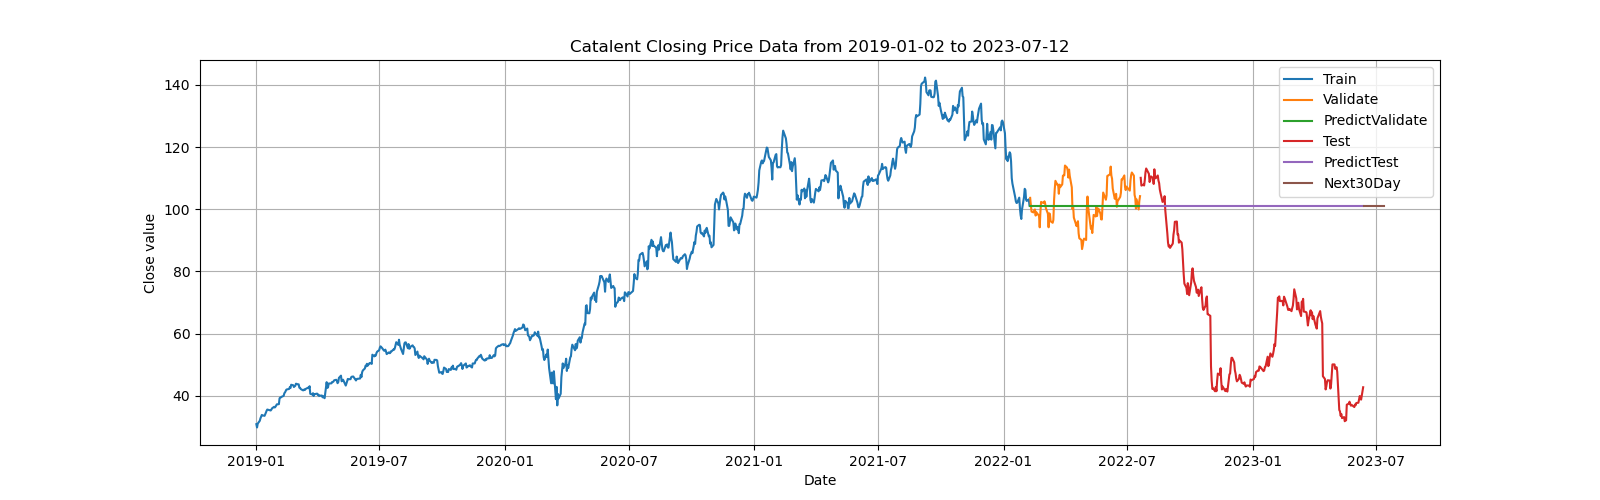 Catalent Closing Price Data from 2019-01-02 to 2023-07-12
Train
Validate
PredictValidate
Test
PredictTest
Next30Day
Close value
140
120
100
80
60
40
2019-01 2019-07 2020-01 2020-07 2021-01 2021-07 2022-01 2022-07 2023-01 2023-07
Date